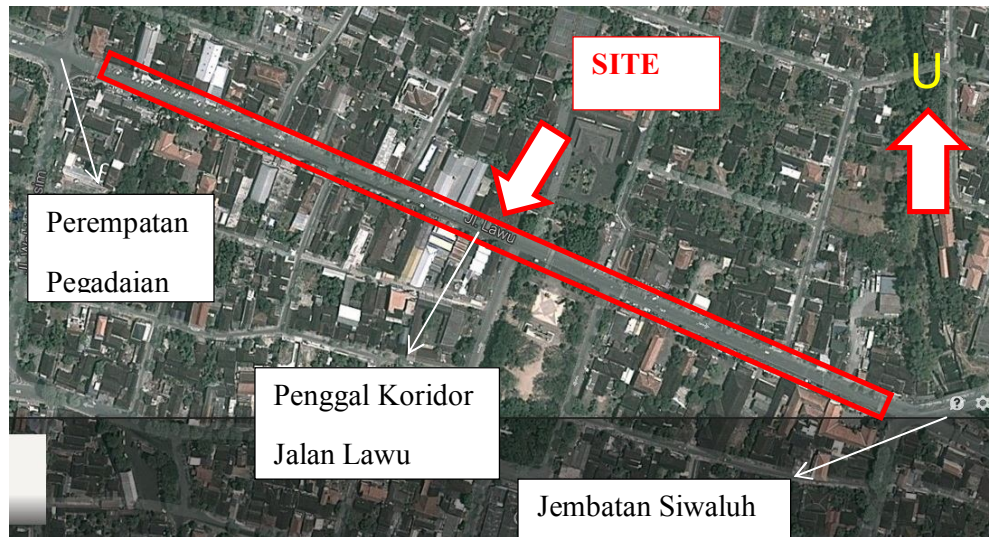 SITE
U
Perempatan
Pegadaian
Jl. Lawu
Penggal Koridor
Jalan Lawu
?
Jembatan Siwaluh